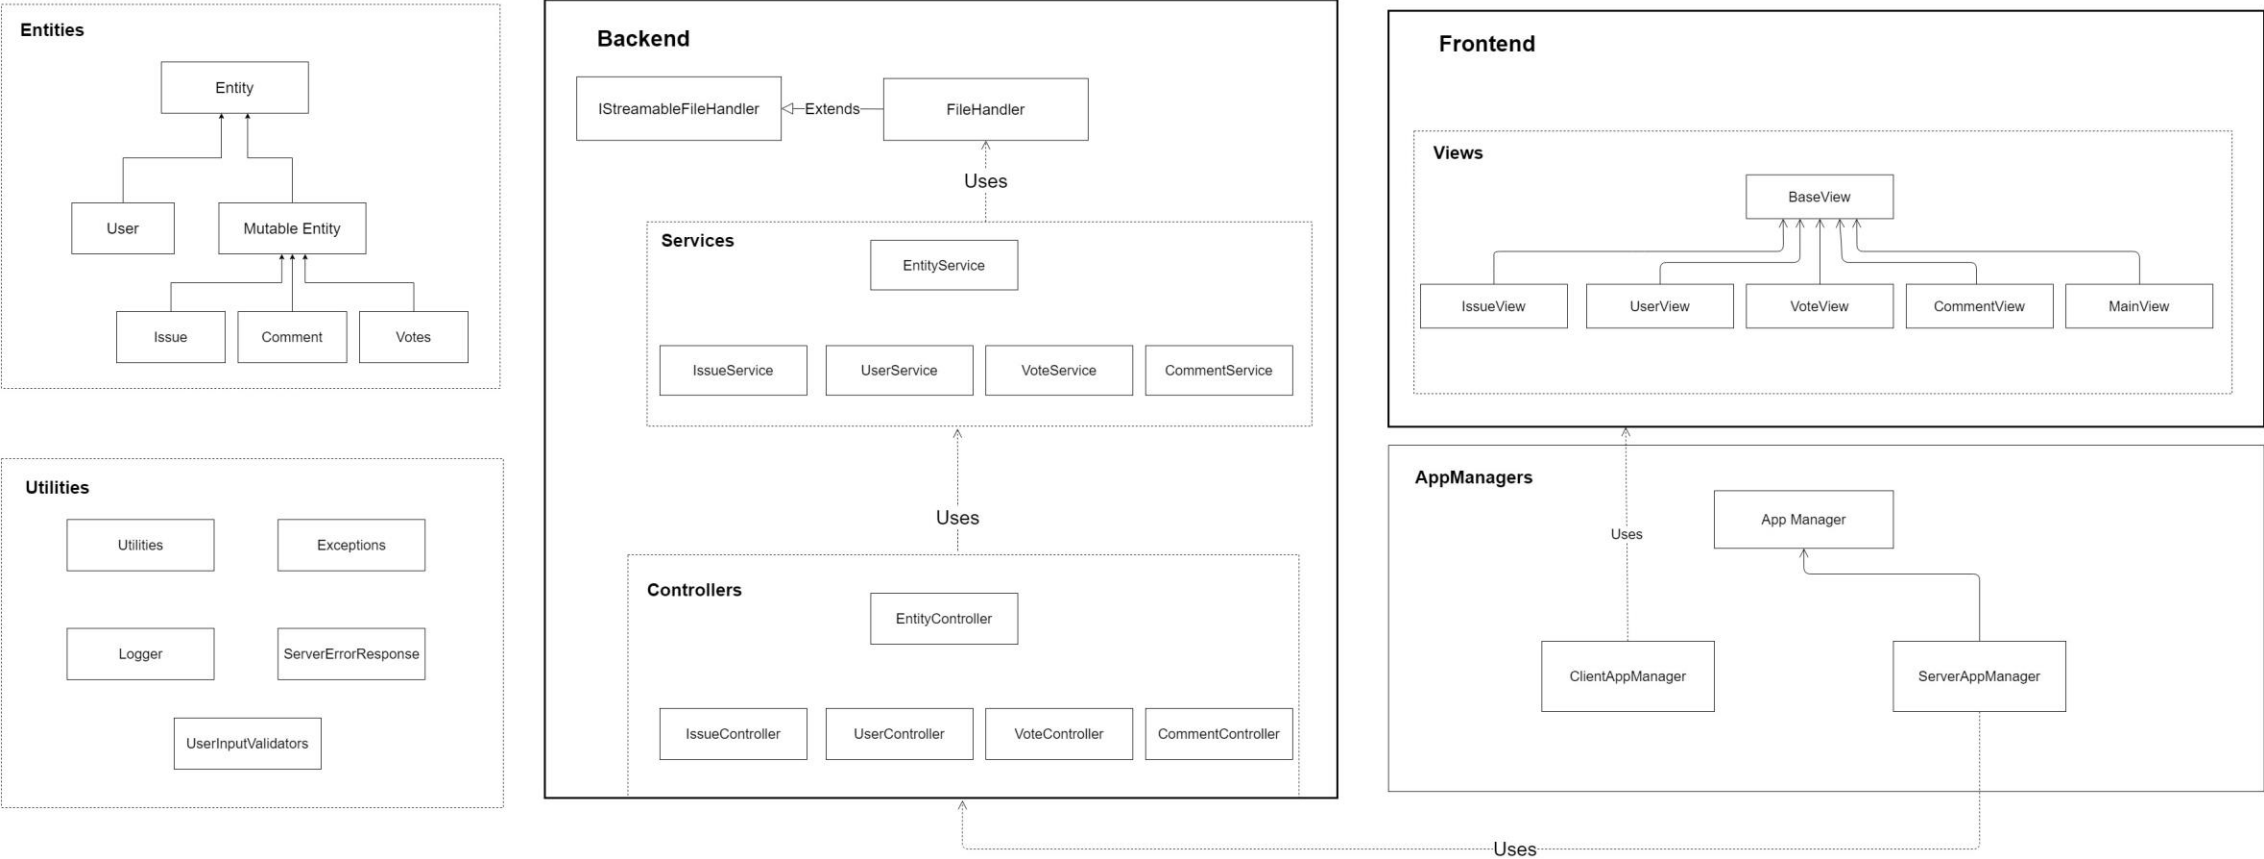 Entities
Entity
User
Mutable Entity
Issue
Comment
Votes
Utilities
Utilities
Exceptions
Logger
ServerErrorResponse
UserInputValidators
Backend
IStreamableFileHandler
Extends
FileHandler
Uses
Services
EntityService
IssueService
UserService
VoteService
CommentService
Uses
Controllers
EntityController
IssueController
UserController
VoteController
CommentController
Frontend
Views
BaseView
IssueView
UserView
VoteView
CommentView
MainView
AppManagers
App Manager
Uses
ClientAppManager
ServerAppManager
Uses